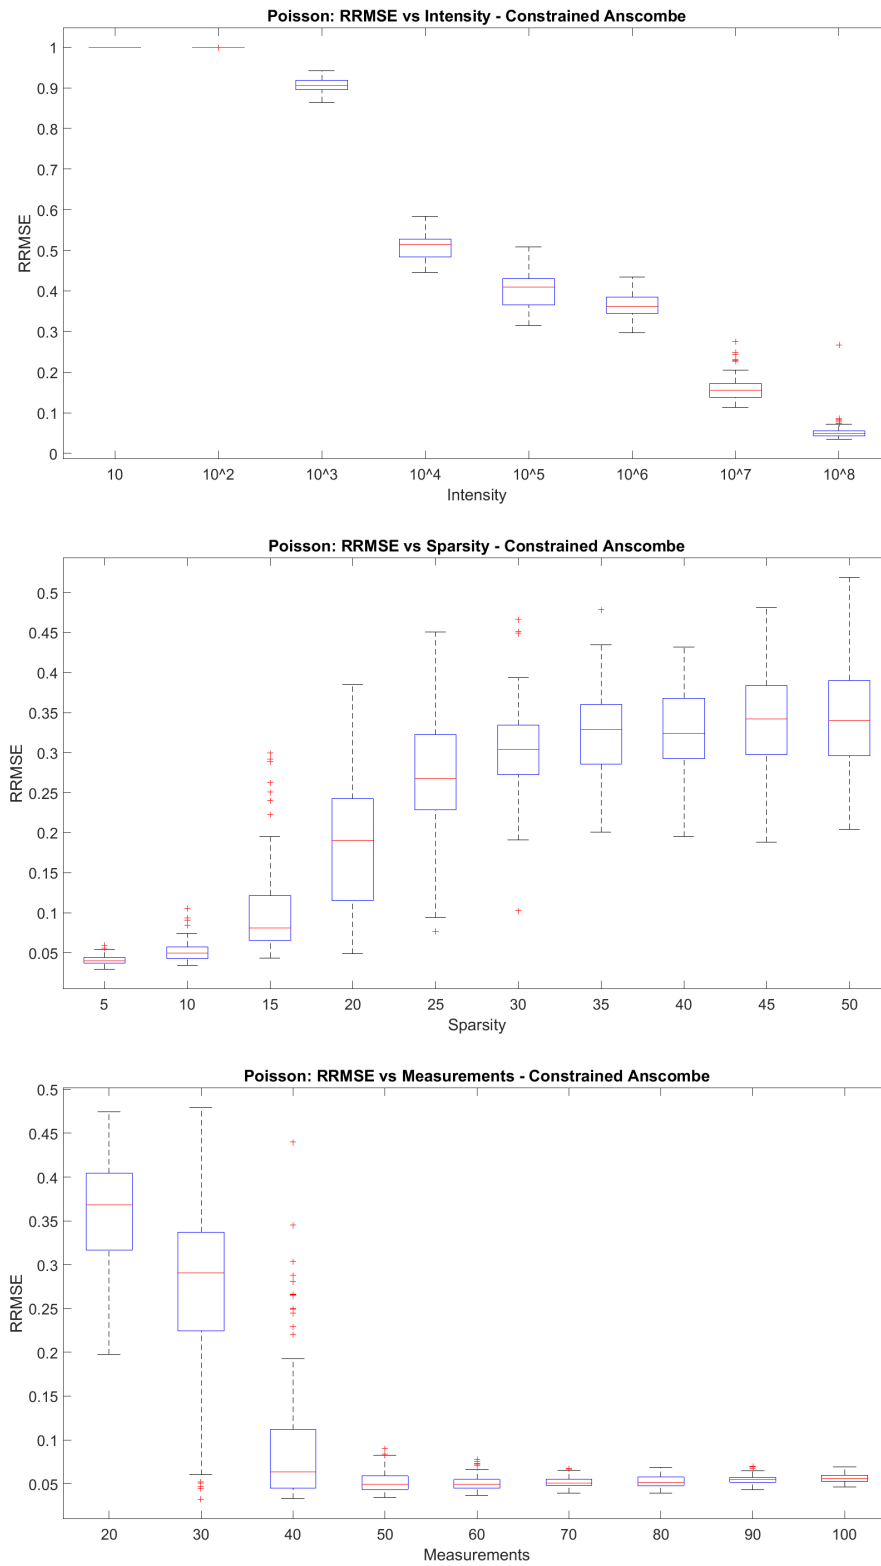 Poisson: RRMSE vs Intensity - Constrained Anscombe
1
0.9
0.8
0.7
0.6
0.5
0.4
0.3
0.2
0.1
0
RRMSE
10 10^2 10^3 10^4 10^5 10^6 10^7 10^8
Intensity
Poisson: RRMSE vs Sparsity - Constrained Anscombe
0.5
0.45
0.4
0.35
0.3
0.25
0.2
0.15
0.1
0.05
RRMSE
5 10 15 20 25 30 35 40 45 50
Sparsity
Poisson: RRMSE vs Measurements - Constrained Anscombe
0.5
0.45
0.4
0.35
0.3
0.25
0.2
0.15
0.1
0.05
RRMSE
20 30 40 50 60 70 80 90 100
Measurements